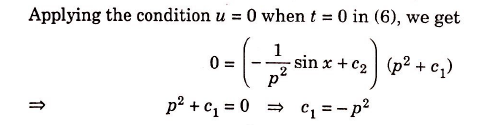 Applying the condition u = 0 when t = 0 in (6), we get
0 = (-1/p² sin x + c₂) (p² + c₁)
⇒ p² + c₁ = 0 ⇒ c₁ = – p²